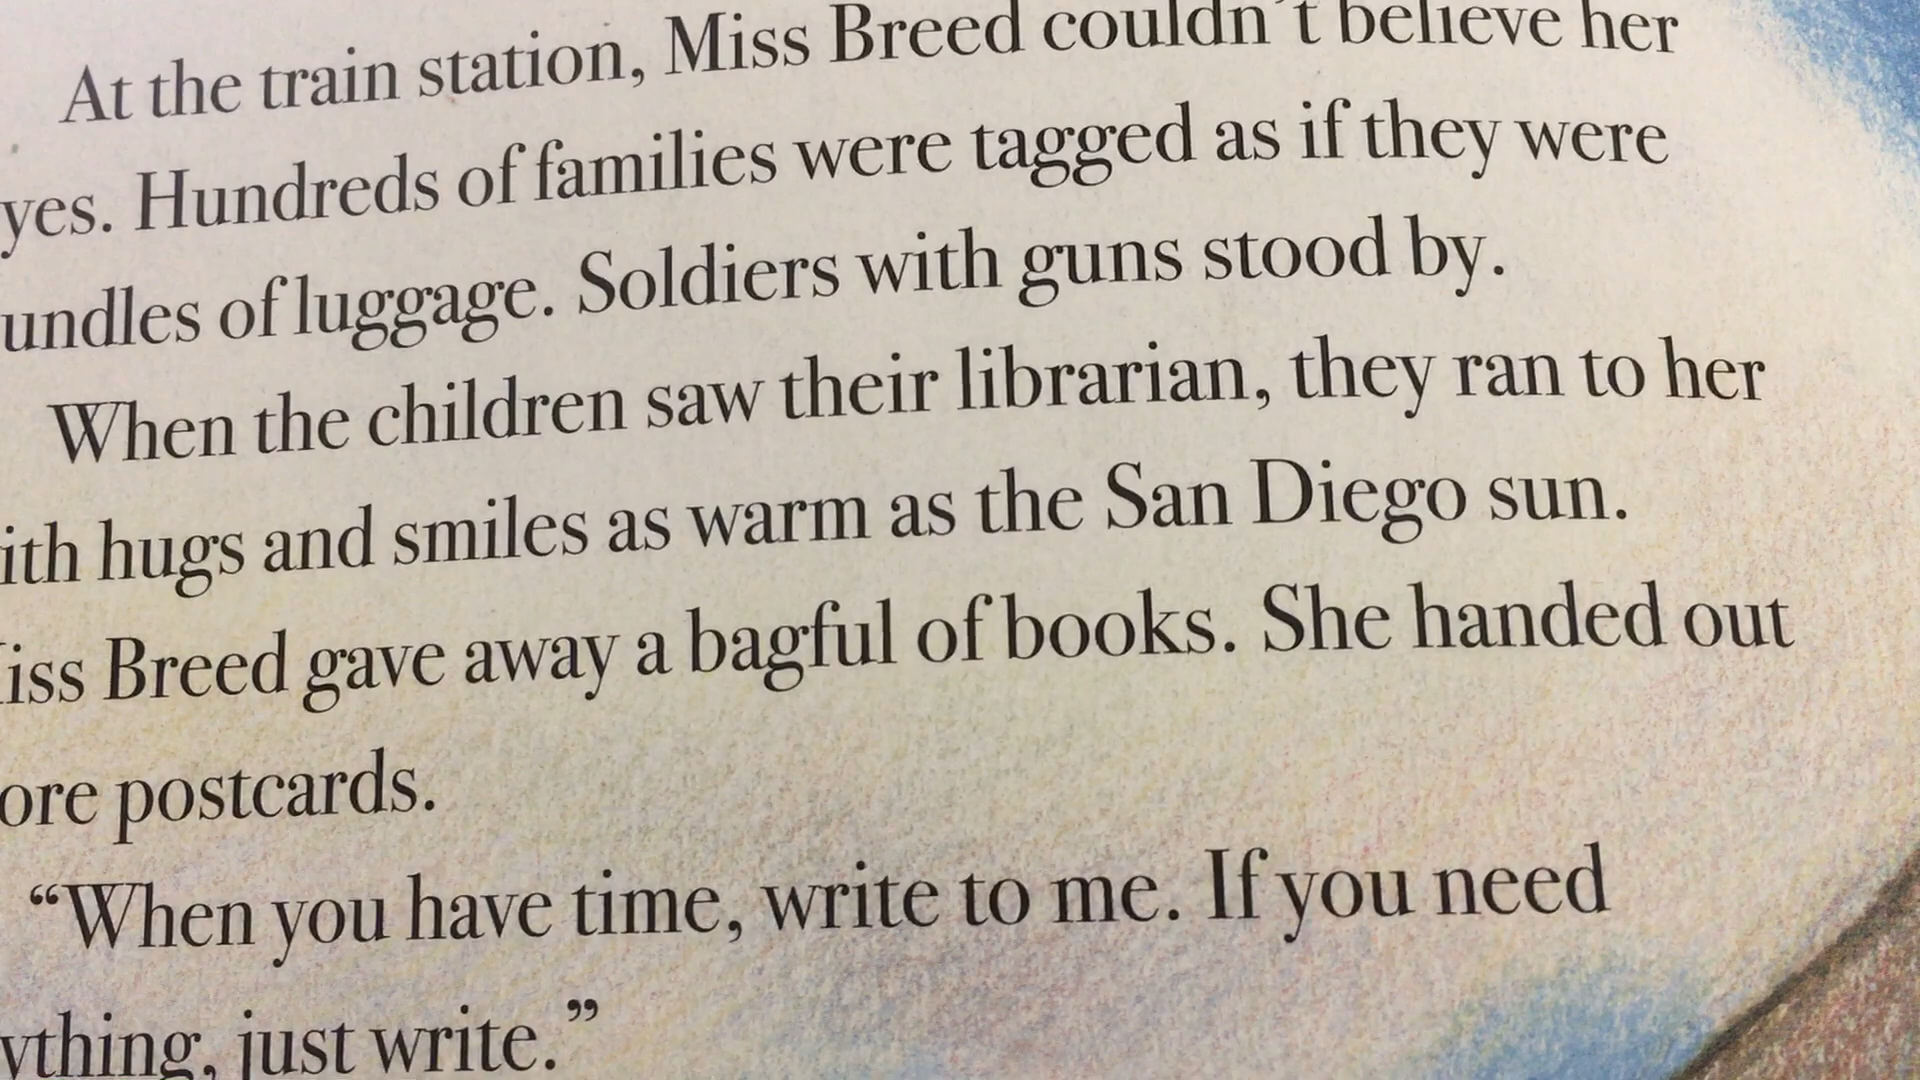 At the train station, Miss Breed couldn't believe her
yes. Hundreds of families were tagged as if they were
undles of luggage. Soldiers with guns stood by.
When the children saw their librarian, they ran to her
ith hugs and smiles as warm as the San Diego sun.
iss Breed gave away a bagful of books. She handed out
ore postcards.
“When you have time, write to me. If you need
ything, just write.”